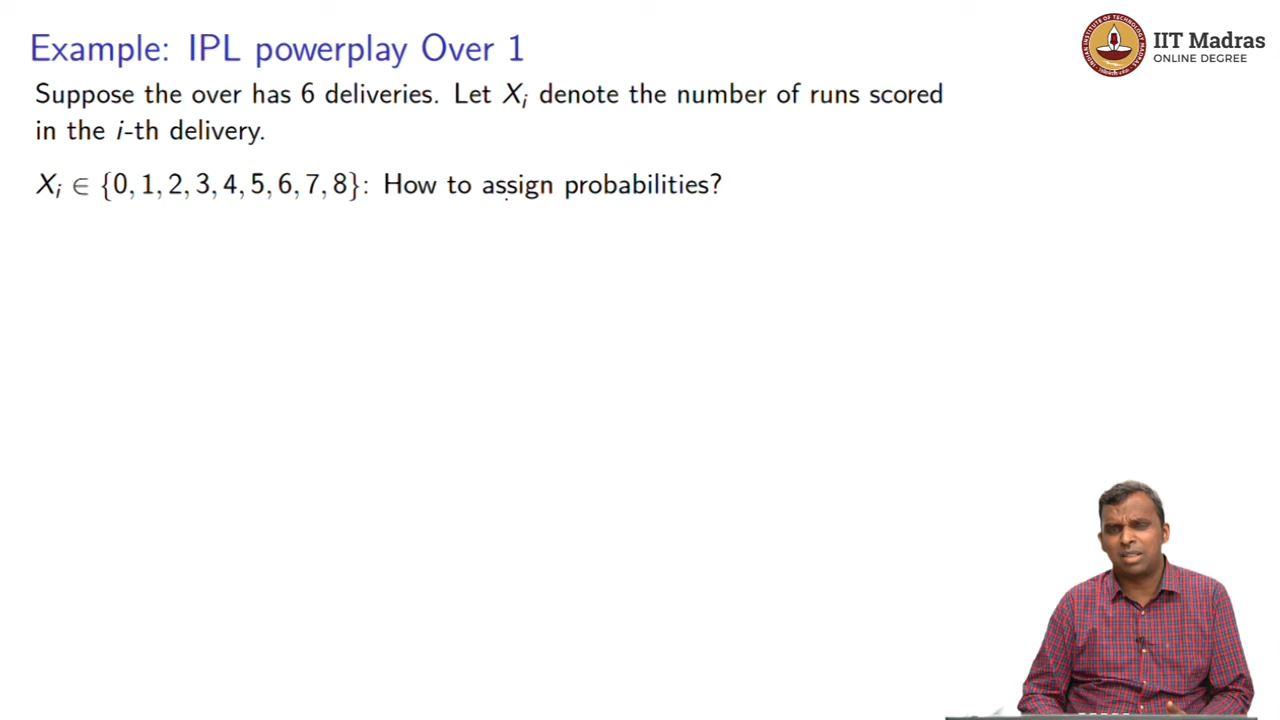 Example: IPL powerplay Over 1
IIT Madras
ONLINE DEGREE
Suppose the over has 6 deliveries. Let Xᵢ denote the number of runs scored
in the i-th delivery.
Xᵢ ∈ {0, 1, 2, 3, 4, 5, 6, 7, 8}: How to assign probabilities?